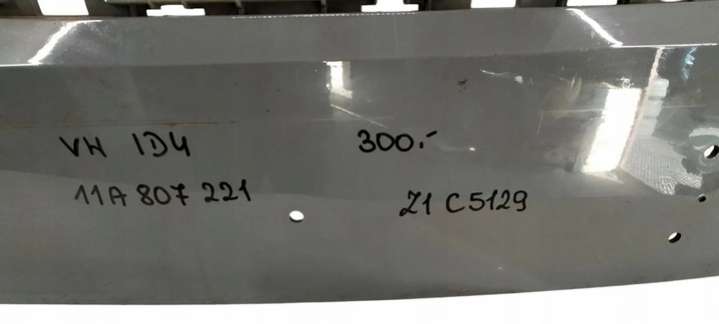 VW ID4
300.-
11A 807 221
Z1 C5129